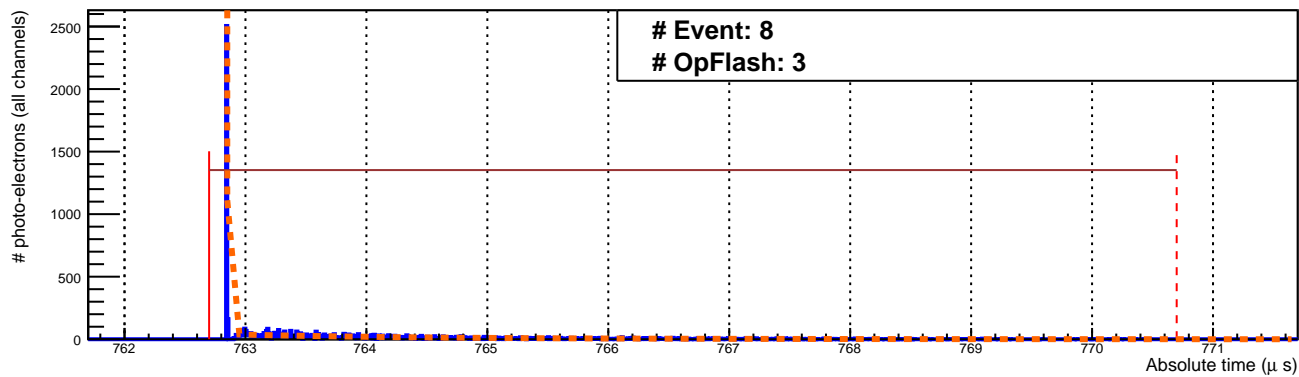 # Event: 8
# OpFlash: 3
# photo-electrons (all channels)
2500
2000
1500
1000
500
0
762 763 764 765 766 767 768 769 770 771
Absolute time (μ s)